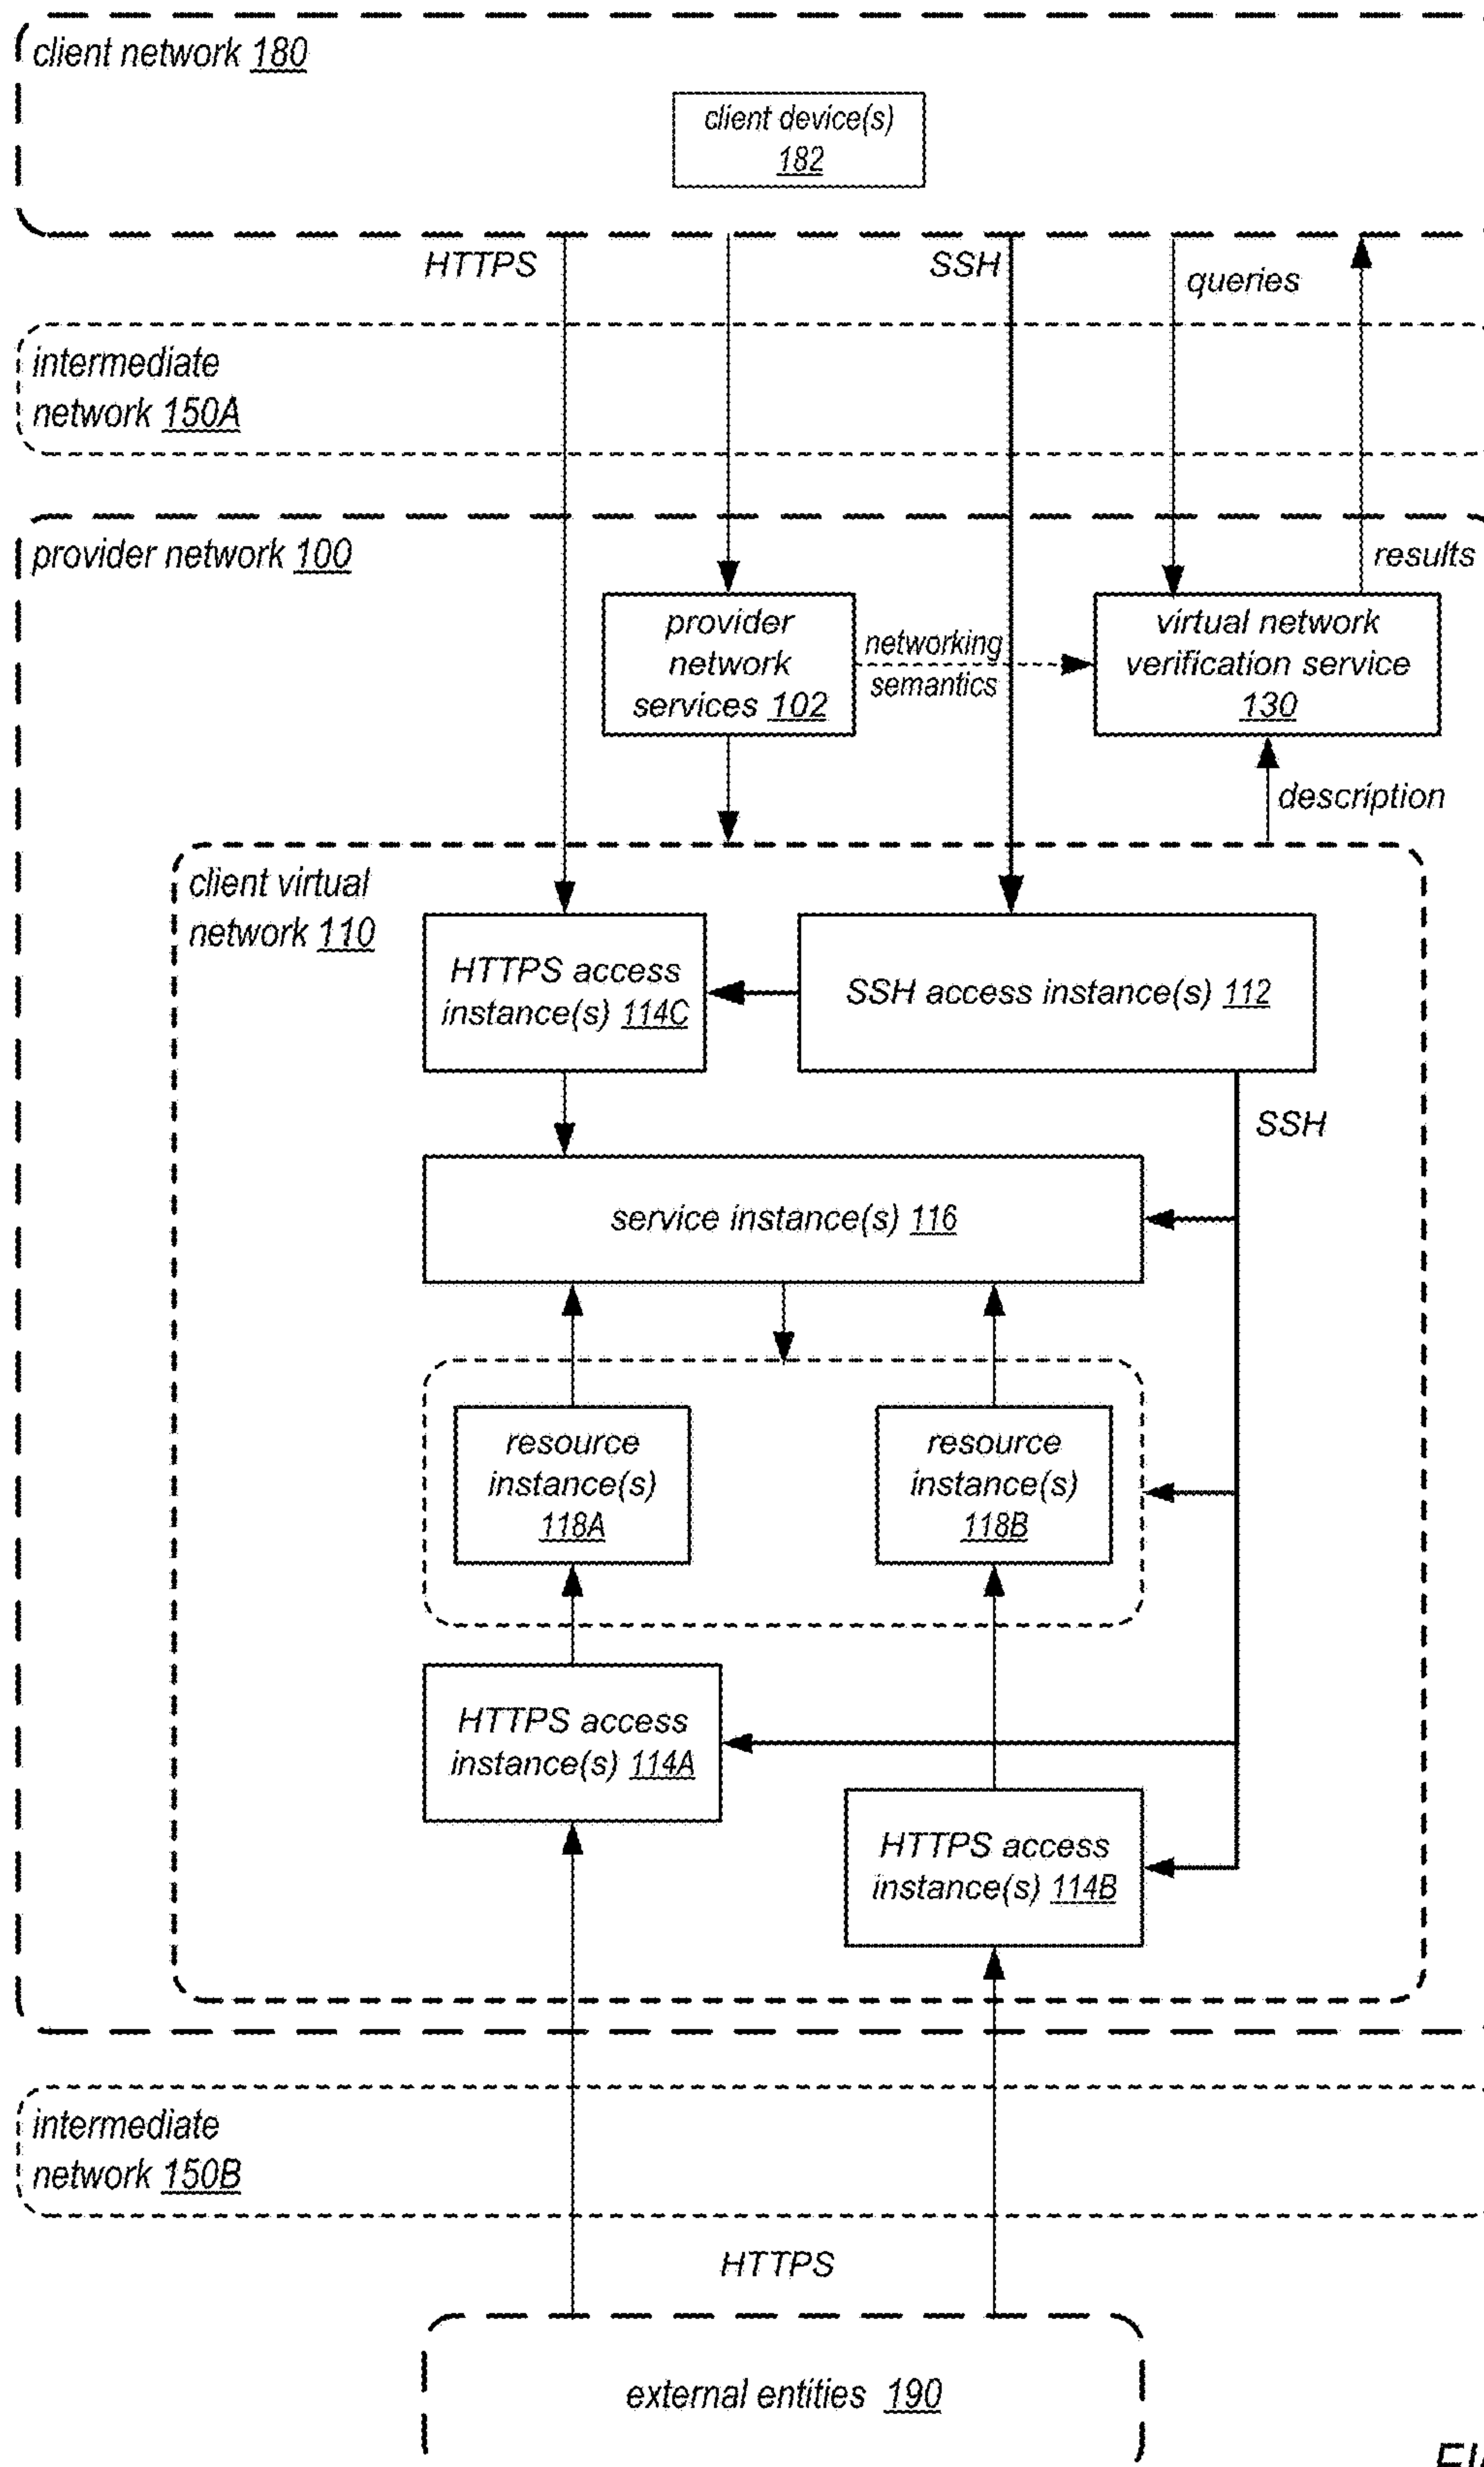 client network 180
client device(s)
182
HTTPS
SSH
queries
intermediate
network 150A
provider network 100
results
provider
network
services 102
networking
semantics
virtual network
verification service
130
description
client virtual
network 110
HTTPS access
instance(s) 114C
SSH access instance(s) 112
SSH
service instance(s) 116
resource
instance(s)
118A
resource
instance(s)
118B
HTTPS access
instance(s) 114A
HTTPS access
instance(s) 114B
intermediate
network 150B
HTTPS
external entities 190